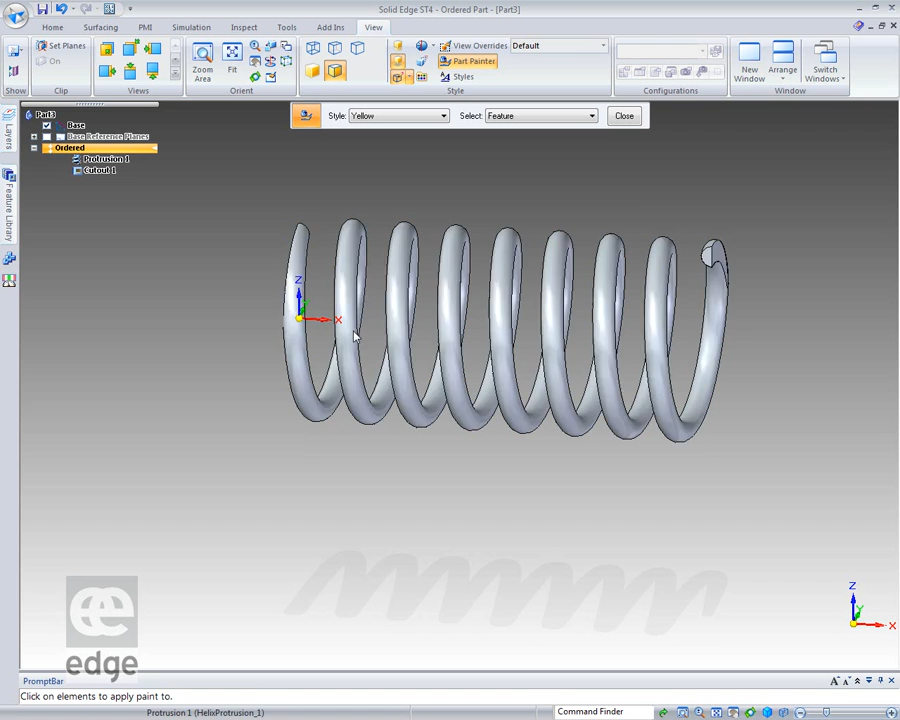 Solid Edge ST4 - Ordered Part - [Part3]
Home Surfacing PMI Simulation Inspect Tools Add Ins View
Set Planes
On
Zoom Area
Fit
View Overrides Default
Part Painter
Styles
New Window
Arrange
Switch Windows
Show Clip Views Orient Style Configurations Window
Style: Yellow Select: Feature Close
Part3
Base
Base Reference Planes
Ordered
Protrusion 1
Cutout 1
Layers
Feature Library
Z
X
Z
Y
X
edge
PromptBar
Click on elements to apply paint to.
Protrusion 1 (HelixProtrusion_1) Command Finder